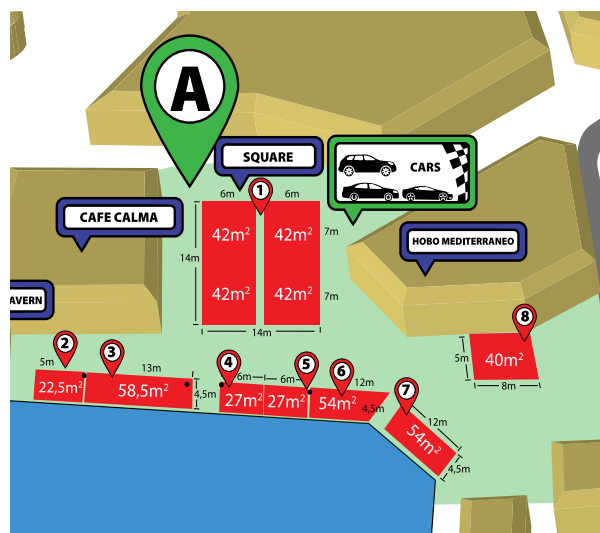 A
SQUARE
CARS
6m
1
6m
CAFE CALMA
42m²
42m²
7m
HOBO MEDITERRANEO
14m
42m²
42m²
7m
AVERN
14m
8
2
3
4
5
6
7
5m
13m
6m
6m
12m
5m
40m²
22,5m²
58,5m²
4,5m
27m²
27m²
54m²
4,5m
8m
12m
54m²
4,5m